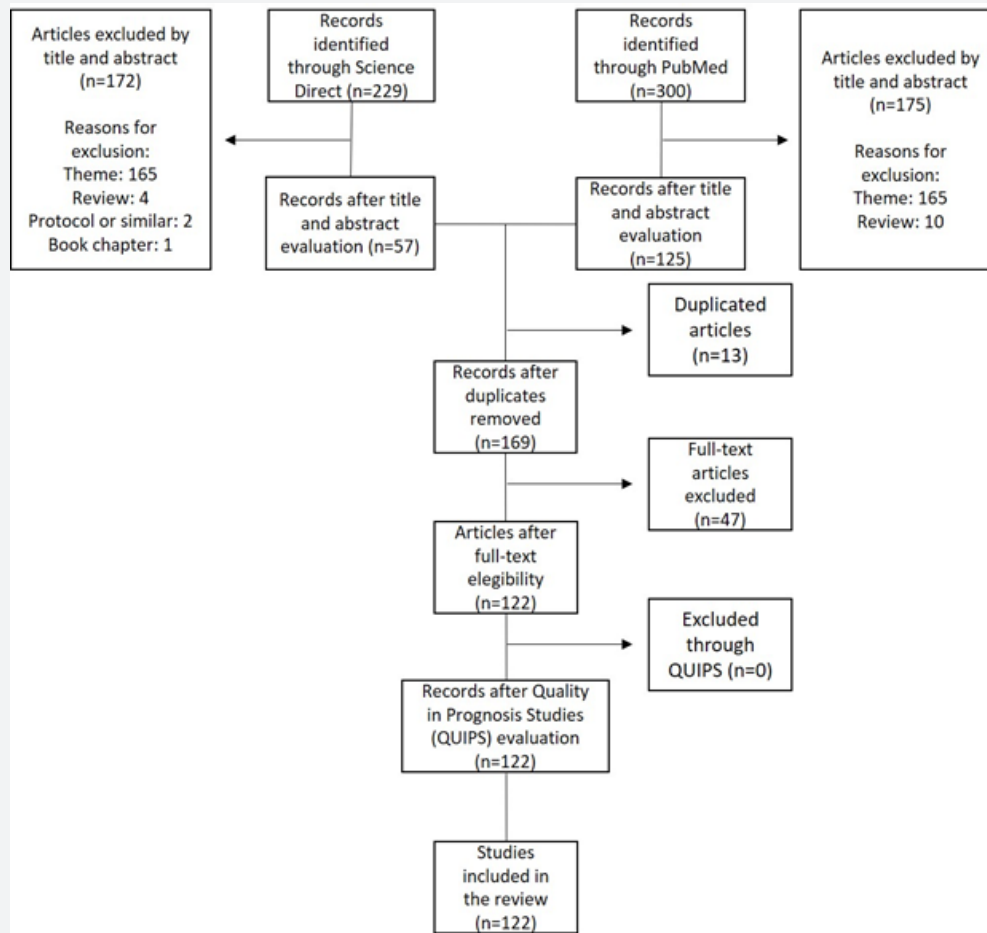 Articles excluded by
title and abstract
(n=172)
Reasons for
exclusion:
Theme: 165
Review: 4
Protocol or similar: 2
Book chapter: 1
Records
identified
through Science
Direct (n=229)
Records
identified
through PubMed
(n=300)
Articles excluded by
title and abstract
(n=175)
Reasons for
exclusion:
Theme: 165
Review: 10
Records after title
and abstract
evaluation (n=57)
Records after title
and abstract
evaluation
(n=125)
Duplicated
articles
(n=13)
Records after
duplicates
removed
(n=169)
Full-text
articles
excluded
(n=47)
Articles after
full-text
elegibility
(n=122)
Excluded
through
QUIPS (n=0)
Records after Quality
in Prognosis Studies
(QUIPS) evaluation
(n=122)
Studies
included in
the review
(n=122)